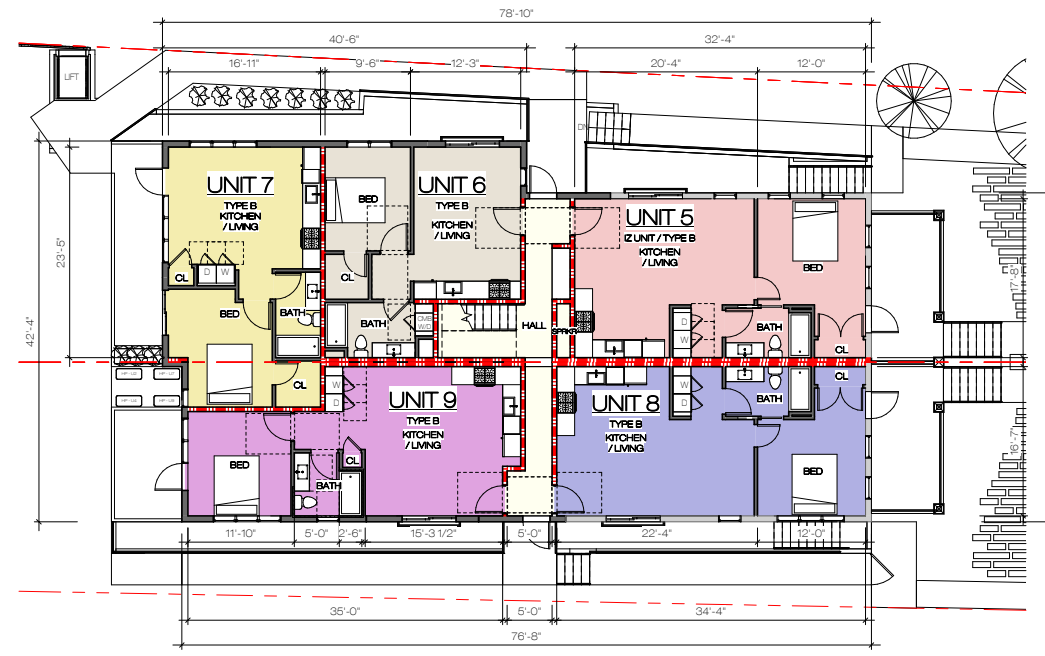 78'-10"
40'-6"
32'-4"
16'-11"
9'-6"
12'-3"
20'-4"
12'-0"
LIFT
DN
UNIT 7
TYPE B
KITCHEN
/ LIVING
BED
UNIT 6
TYPE B
KITCHEN
/ LIVING
UNIT 5
IZ UNIT / TYPE B
KITCHEN
/ LIVING
BED
23'-5"
42'-4"
17'-8"
CL
D
W
CL
BED
BATH
BATH
CMB
W/D
HALL
SPRKR
D
W
BATH
CL
CL
W
D
UNIT 9
TYPE B
KITCHEN
/ LIVING
UNIT 8
TYPE B
KITCHEN
/ LIVING
W
D
BATH
CL
BED
BATH
CL
BED
16'-7"
11'-10"
5'-0"
2'-6"
15'-3 1/2"
5'-0"
22'-4"
12'-0"
35'-0"
5'-0"
34'-4"
76'-8"